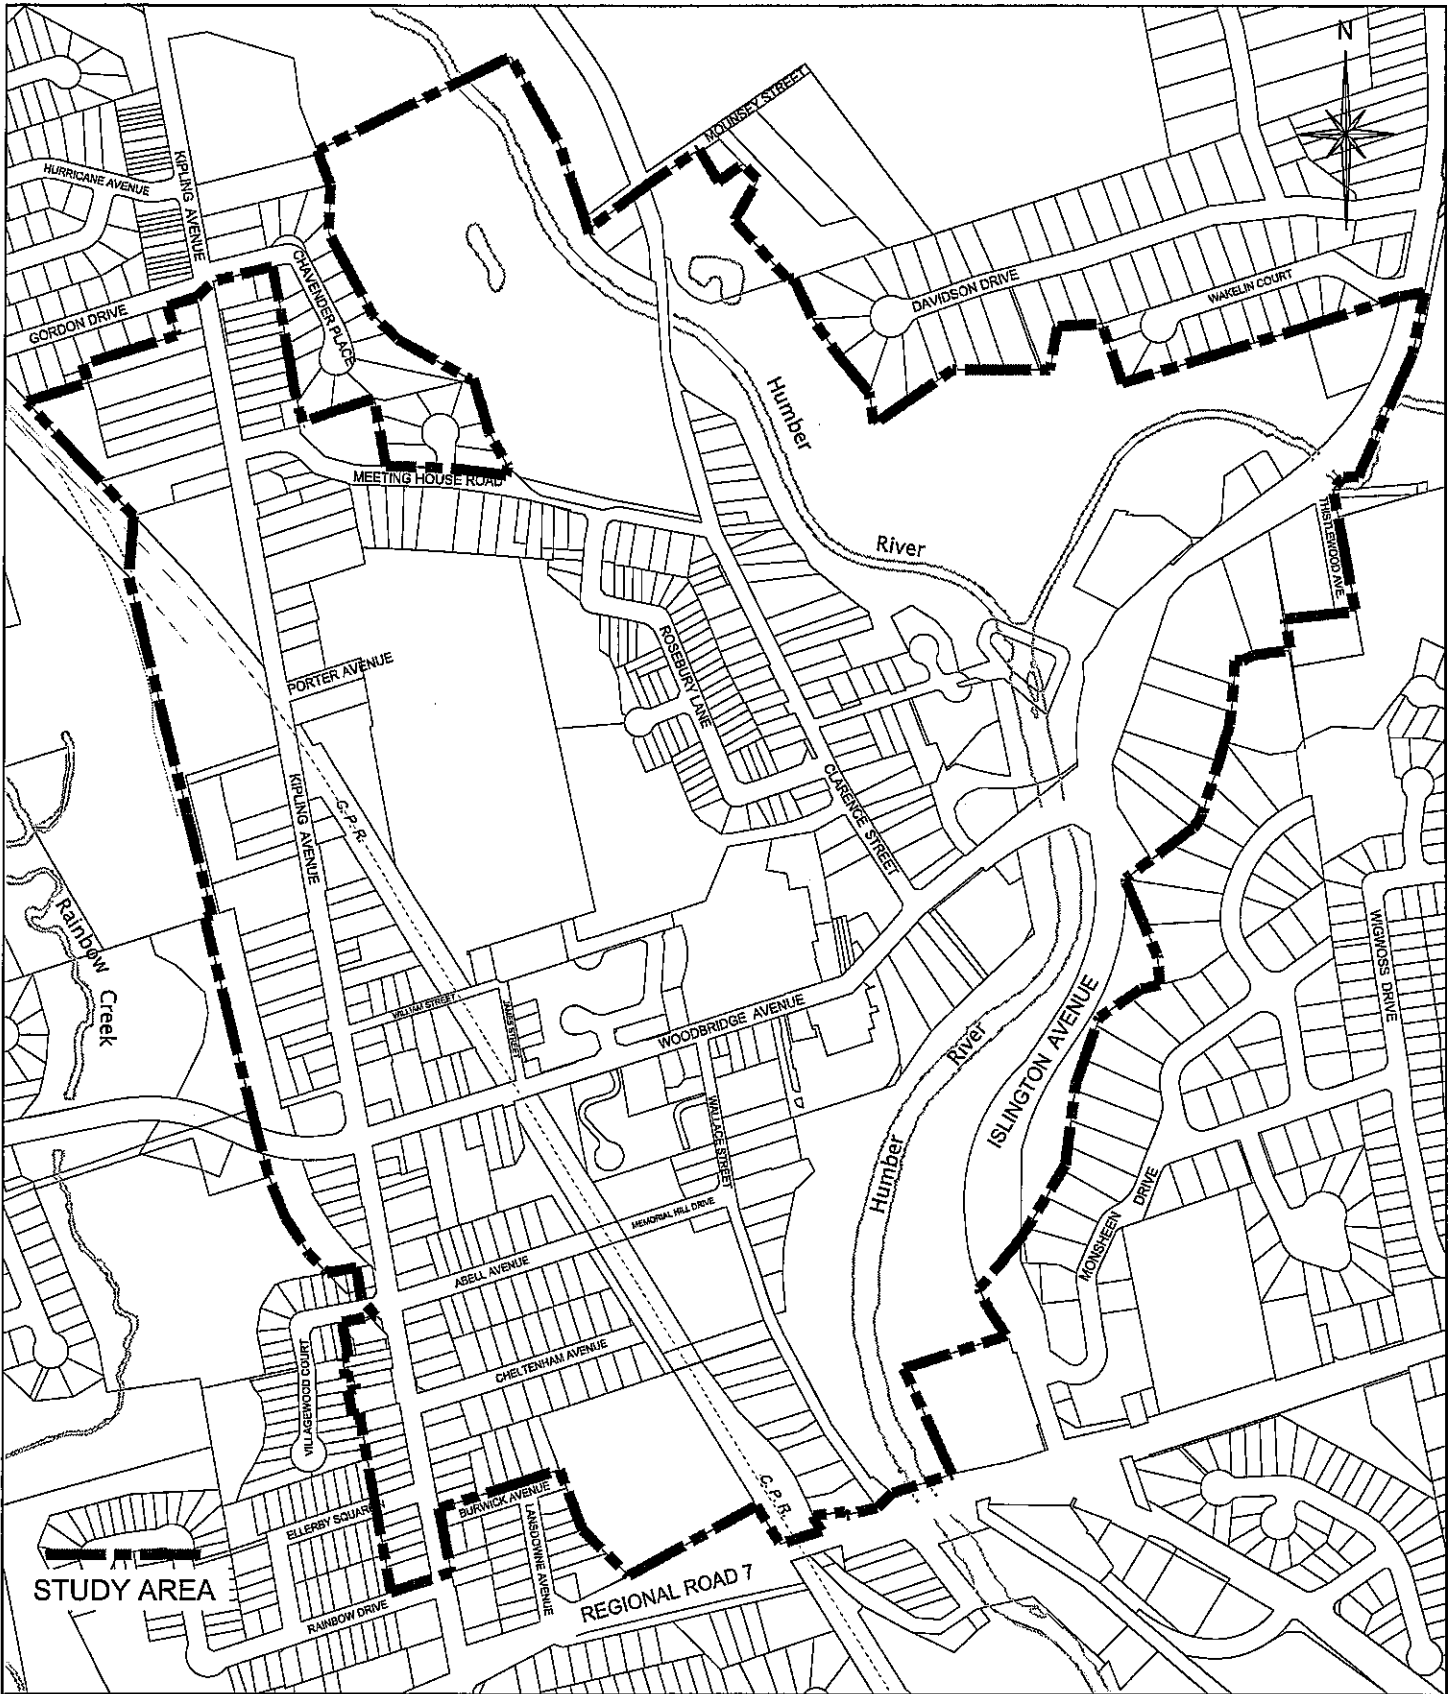 N
MOUNSEY STREET
HURRICANE AVENUE
KIPLING AVENUE
CHAVENDER PLACE
GORDON DRIVE
DAVIDSON DRIVE
WAKELIN COURT
Humber
River
MEETING HOUSE ROAD
THISTLEWOOD AVE.
ROSEBURY LANE
PORTER AVENUE
KIPLING AVENUE
C.P.R.
CLARENCE STREET
Rainbow
Creek
WIGWOSS DRIVE
WILLIAM STREET
JAMES STREET
WOODBRIDGE AVENUE
River
Humber
ISLINGTON AVENUE
WALLACE STREET
MEMORIAL HILL DRIVE
MONSHEEN DRIVE
ABELL AVENUE
CHELTENHAM AVENUE
VILLAGEWOOD COURT
C.P.R.
BURWICK AVENUE
LANSDOWNE AVENUE
ELLERBY SQUARE
RAINBOW DRIVE
REGIONAL ROAD 7
STUDY AREA